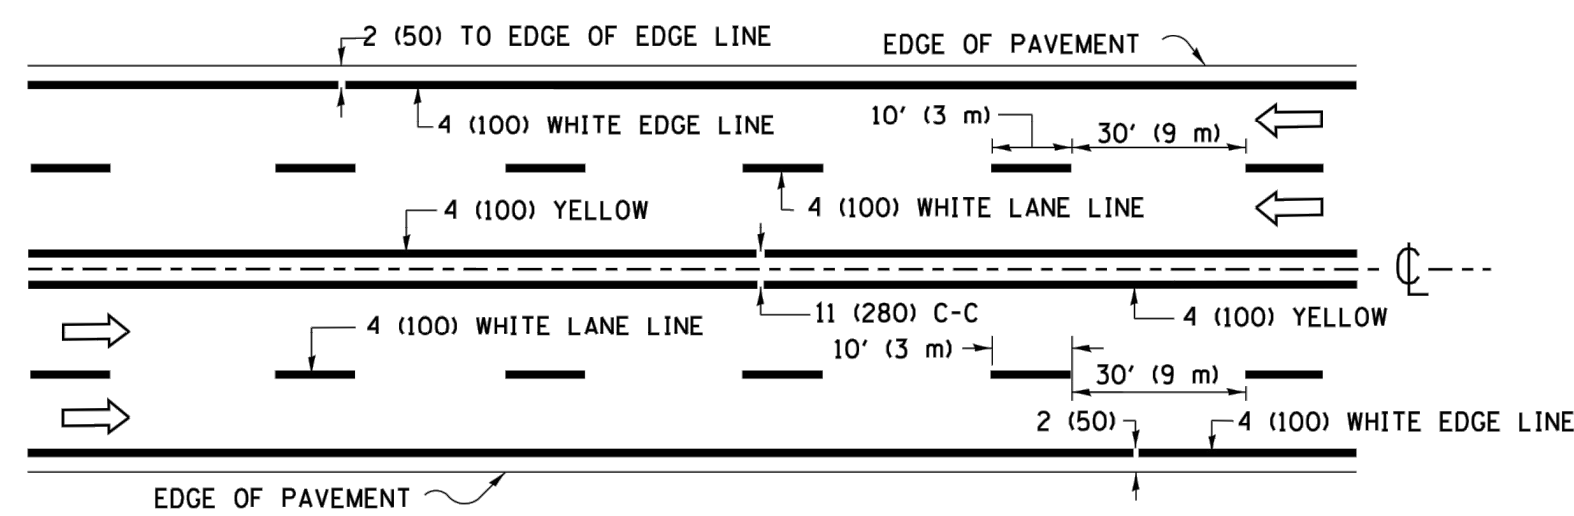 2 (50) TO EDGE OF EDGE LINE
EDGE OF PAVEMENT
4 (100) WHITE EDGE LINE
10' (3 m)
30' (9 m)
4 (100) YELLOW
4 (100) WHITE LANE LINE
℄
11 (280) C-C
4 (100) YELLOW
4 (100) WHITE LANE LINE
10' (3 m)
30' (9 m)
2 (50)
4 (100) WHITE EDGE LINE
EDGE OF PAVEMENT